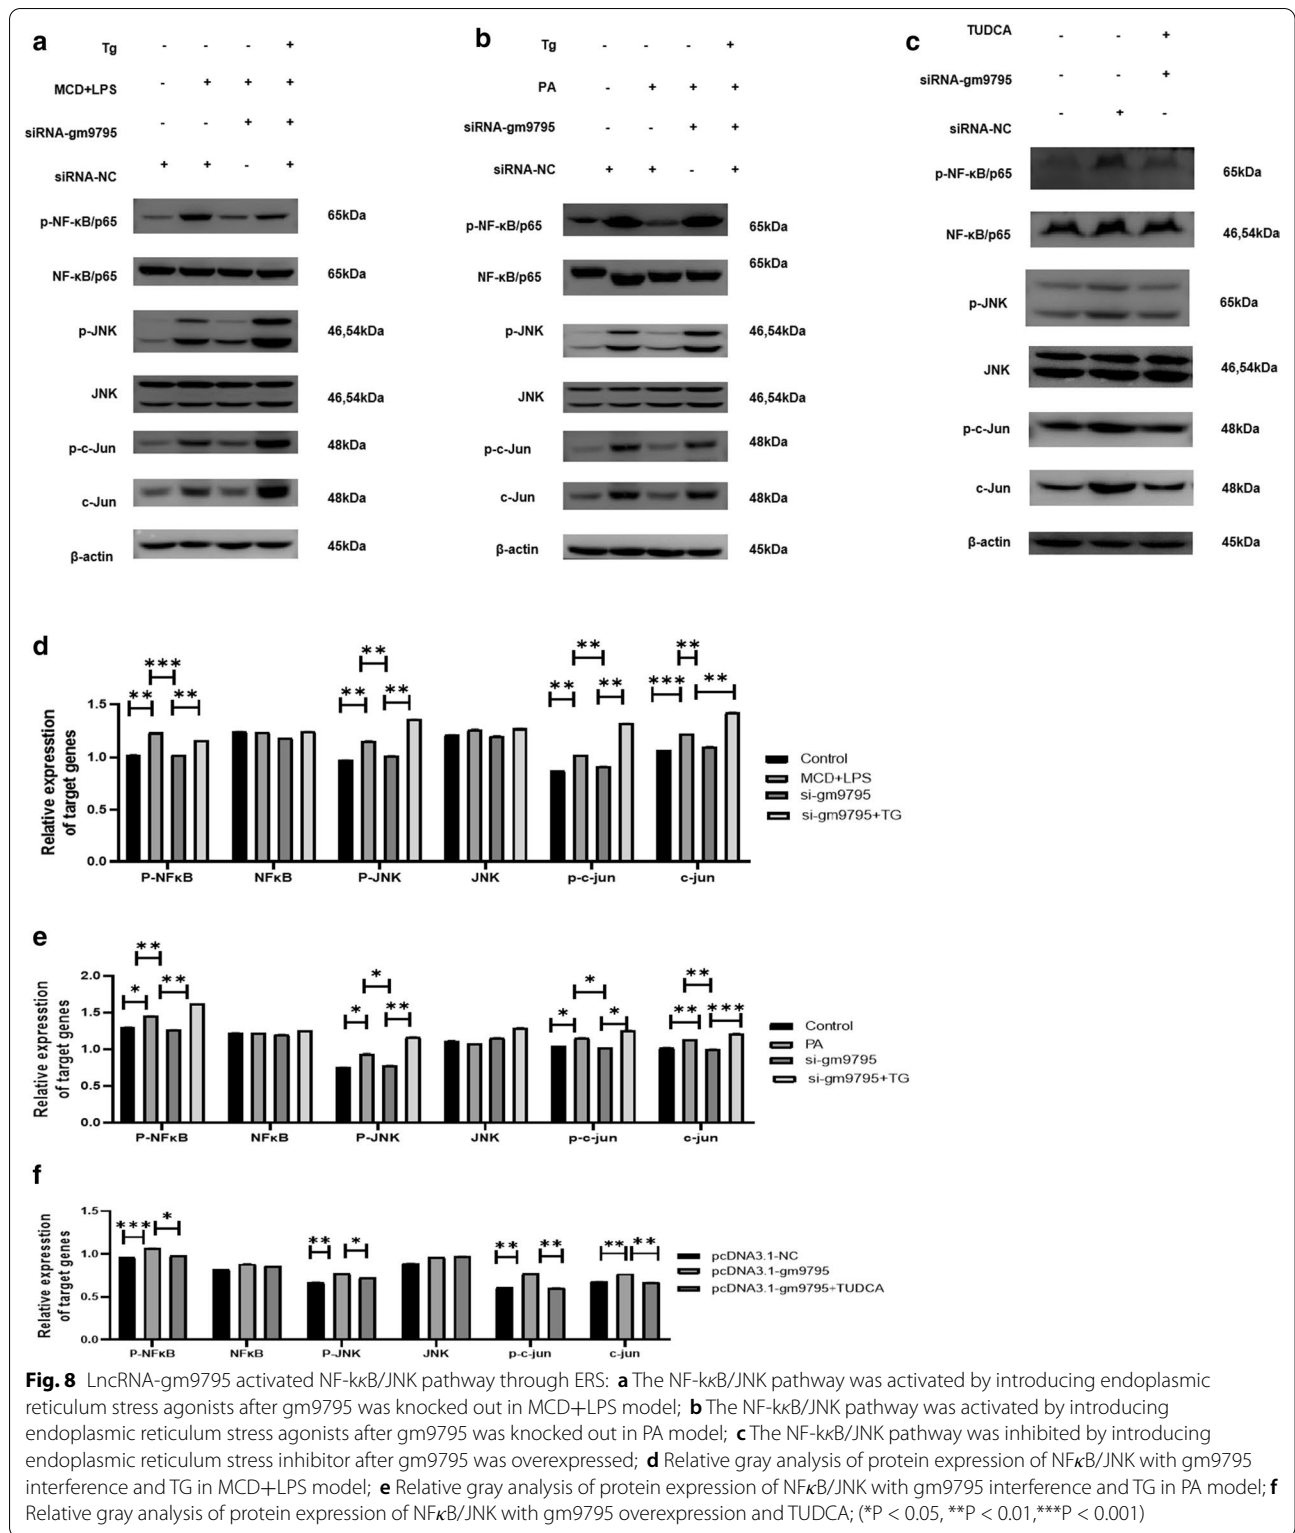 a
Tg - - - +
MCD+LPS - + + +
siRNA-gm9795 - - + +
siRNA-NC + + - +
p-NF-κB/p65 65kDa
NF-κB/p65 65kDa
p-JNK 46,54kDa
JNK 46,54kDa
p-c-Jun 48kDa
c-Jun 48kDa
β-actin 45kDa
b
Tg - - - +
PA - + + +
siRNA-gm9795 - - + +
siRNA-NC + + - +
p-NF-κB/p65 65kDa
NF-κB/p65 65kDa
p-JNK 46,54kDa
JNK 46,54kDa
p-c-Jun 48kDa
c-Jun 48kDa
β-actin 45kDa
c
TUDCA - - +
siRNA-gm9795 - - +
siRNA-NC - + -
p-NF-κB/p65 65kDa
NF-κB/p65 46,54kDa
p-JNK 65kDa
JNK 46,54kDa
p-c-Jun 48kDa
c-Jun 48kDa
β-actin 45kDa
d
Relative expresstion
of target genes
1.5
1.0
0.5
0.0
** *** **
** ** **
** ** **
*** ** **
P-NFκB NFκB P-JNK JNK p-c-jun c-jun
Control
MCD+LPS
si-gm9795
si-gm9795+TG
e
Relative expresstion
of target genes
2.0
1.5
1.0
0.5
0.0
* ** **
* * **
* * *
** ** ***
P-NFκB NFκB P-JNK JNK p-c-jun c-jun
Control
PA
si-gm9795
si-gm9795+TG
f
Relative expresstion
of target genes
1.5
1.0
0.5
0.0
*** *
** *
** **
** **
P-NFκB NFκB P-JNK JNK p-c-jun c-jun
pcDNA3.1-NC
pcDNA3.1-gm9795
pcDNA3.1-gm9795+TUDCA
Fig. 8 LncRNA-gm9795 activated NF-kκB/JNK pathway through ERS: a The NF-kκB/JNK pathway was activated by introducing endoplasmic
reticulum stress agonists after gm9795 was knocked out in MCD+LPS model; b The NF-kκB/JNK pathway was activated by introducing
endoplasmic reticulum stress agonists after gm9795 was knocked out in PA model; c The NF-kκB/JNK pathway was inhibited by introducing
endoplasmic reticulum stress inhibitor after gm9795 was overexpressed; d Relative gray analysis of protein expression of NFκB/JNK with gm9795
interference and TG in MCD+LPS model; e Relative gray analysis of protein expression of NFκB/JNK with gm9795 interference and TG in PA model; f
Relative gray analysis of protein expression of NFκB/JNK with gm9795 overexpression and TUDCA; (*P < 0.05, **P < 0.01,***P < 0.001)